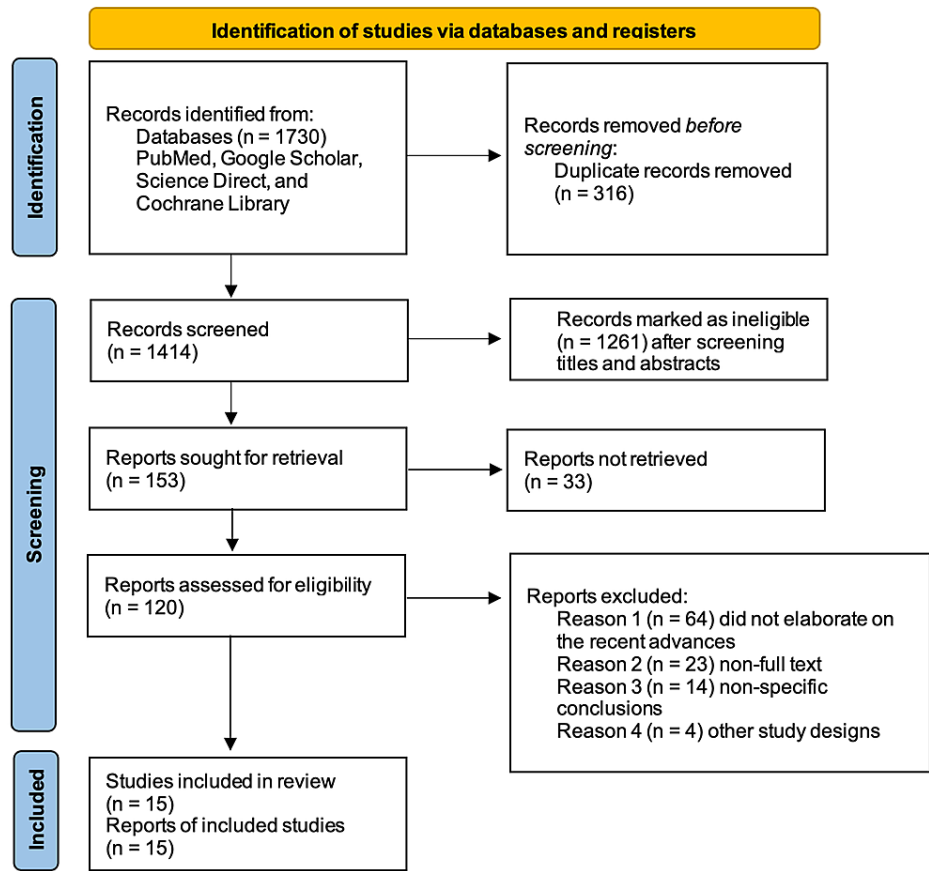 Identification of studies via databases and registers
Identification
Records identified from:
Databases (n = 1730)
PubMed, Google Scholar,
Science Direct, and
Cochrane Library
Records removed before
screening:
Duplicate records removed
(n = 316)
Screening
Records screened
(n = 1414)
Records marked as ineligible
(n = 1261) after screening
titles and abstracts
Reports sought for retrieval
(n = 153)
Reports not retrieved
(n = 33)
Reports assessed for eligibility
(n = 120)
Reports excluded:
Reason 1 (n = 64) did not elaborate on
the recent advances
Reason 2 (n = 23) non-full text
Reason 3 (n = 14) non-specific
conclusions
Reason 4 (n = 4) other study designs
Included
Studies included in review
(n = 15)
Reports of included studies
(n = 15)